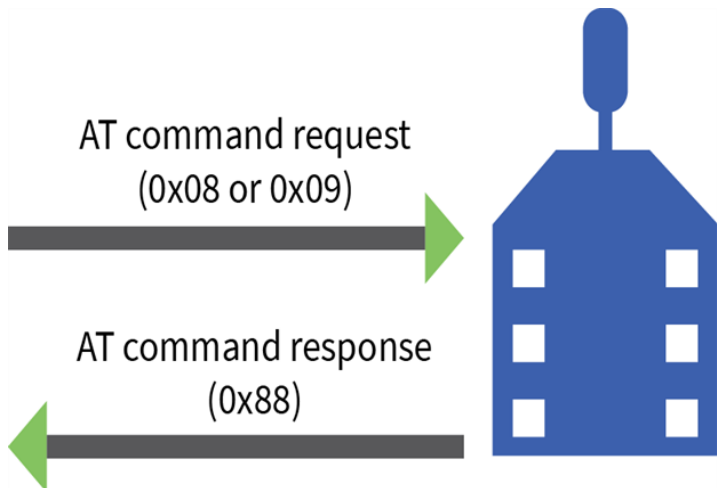 AT command request
(0x08 or 0x09)
AT command response
(0x88)